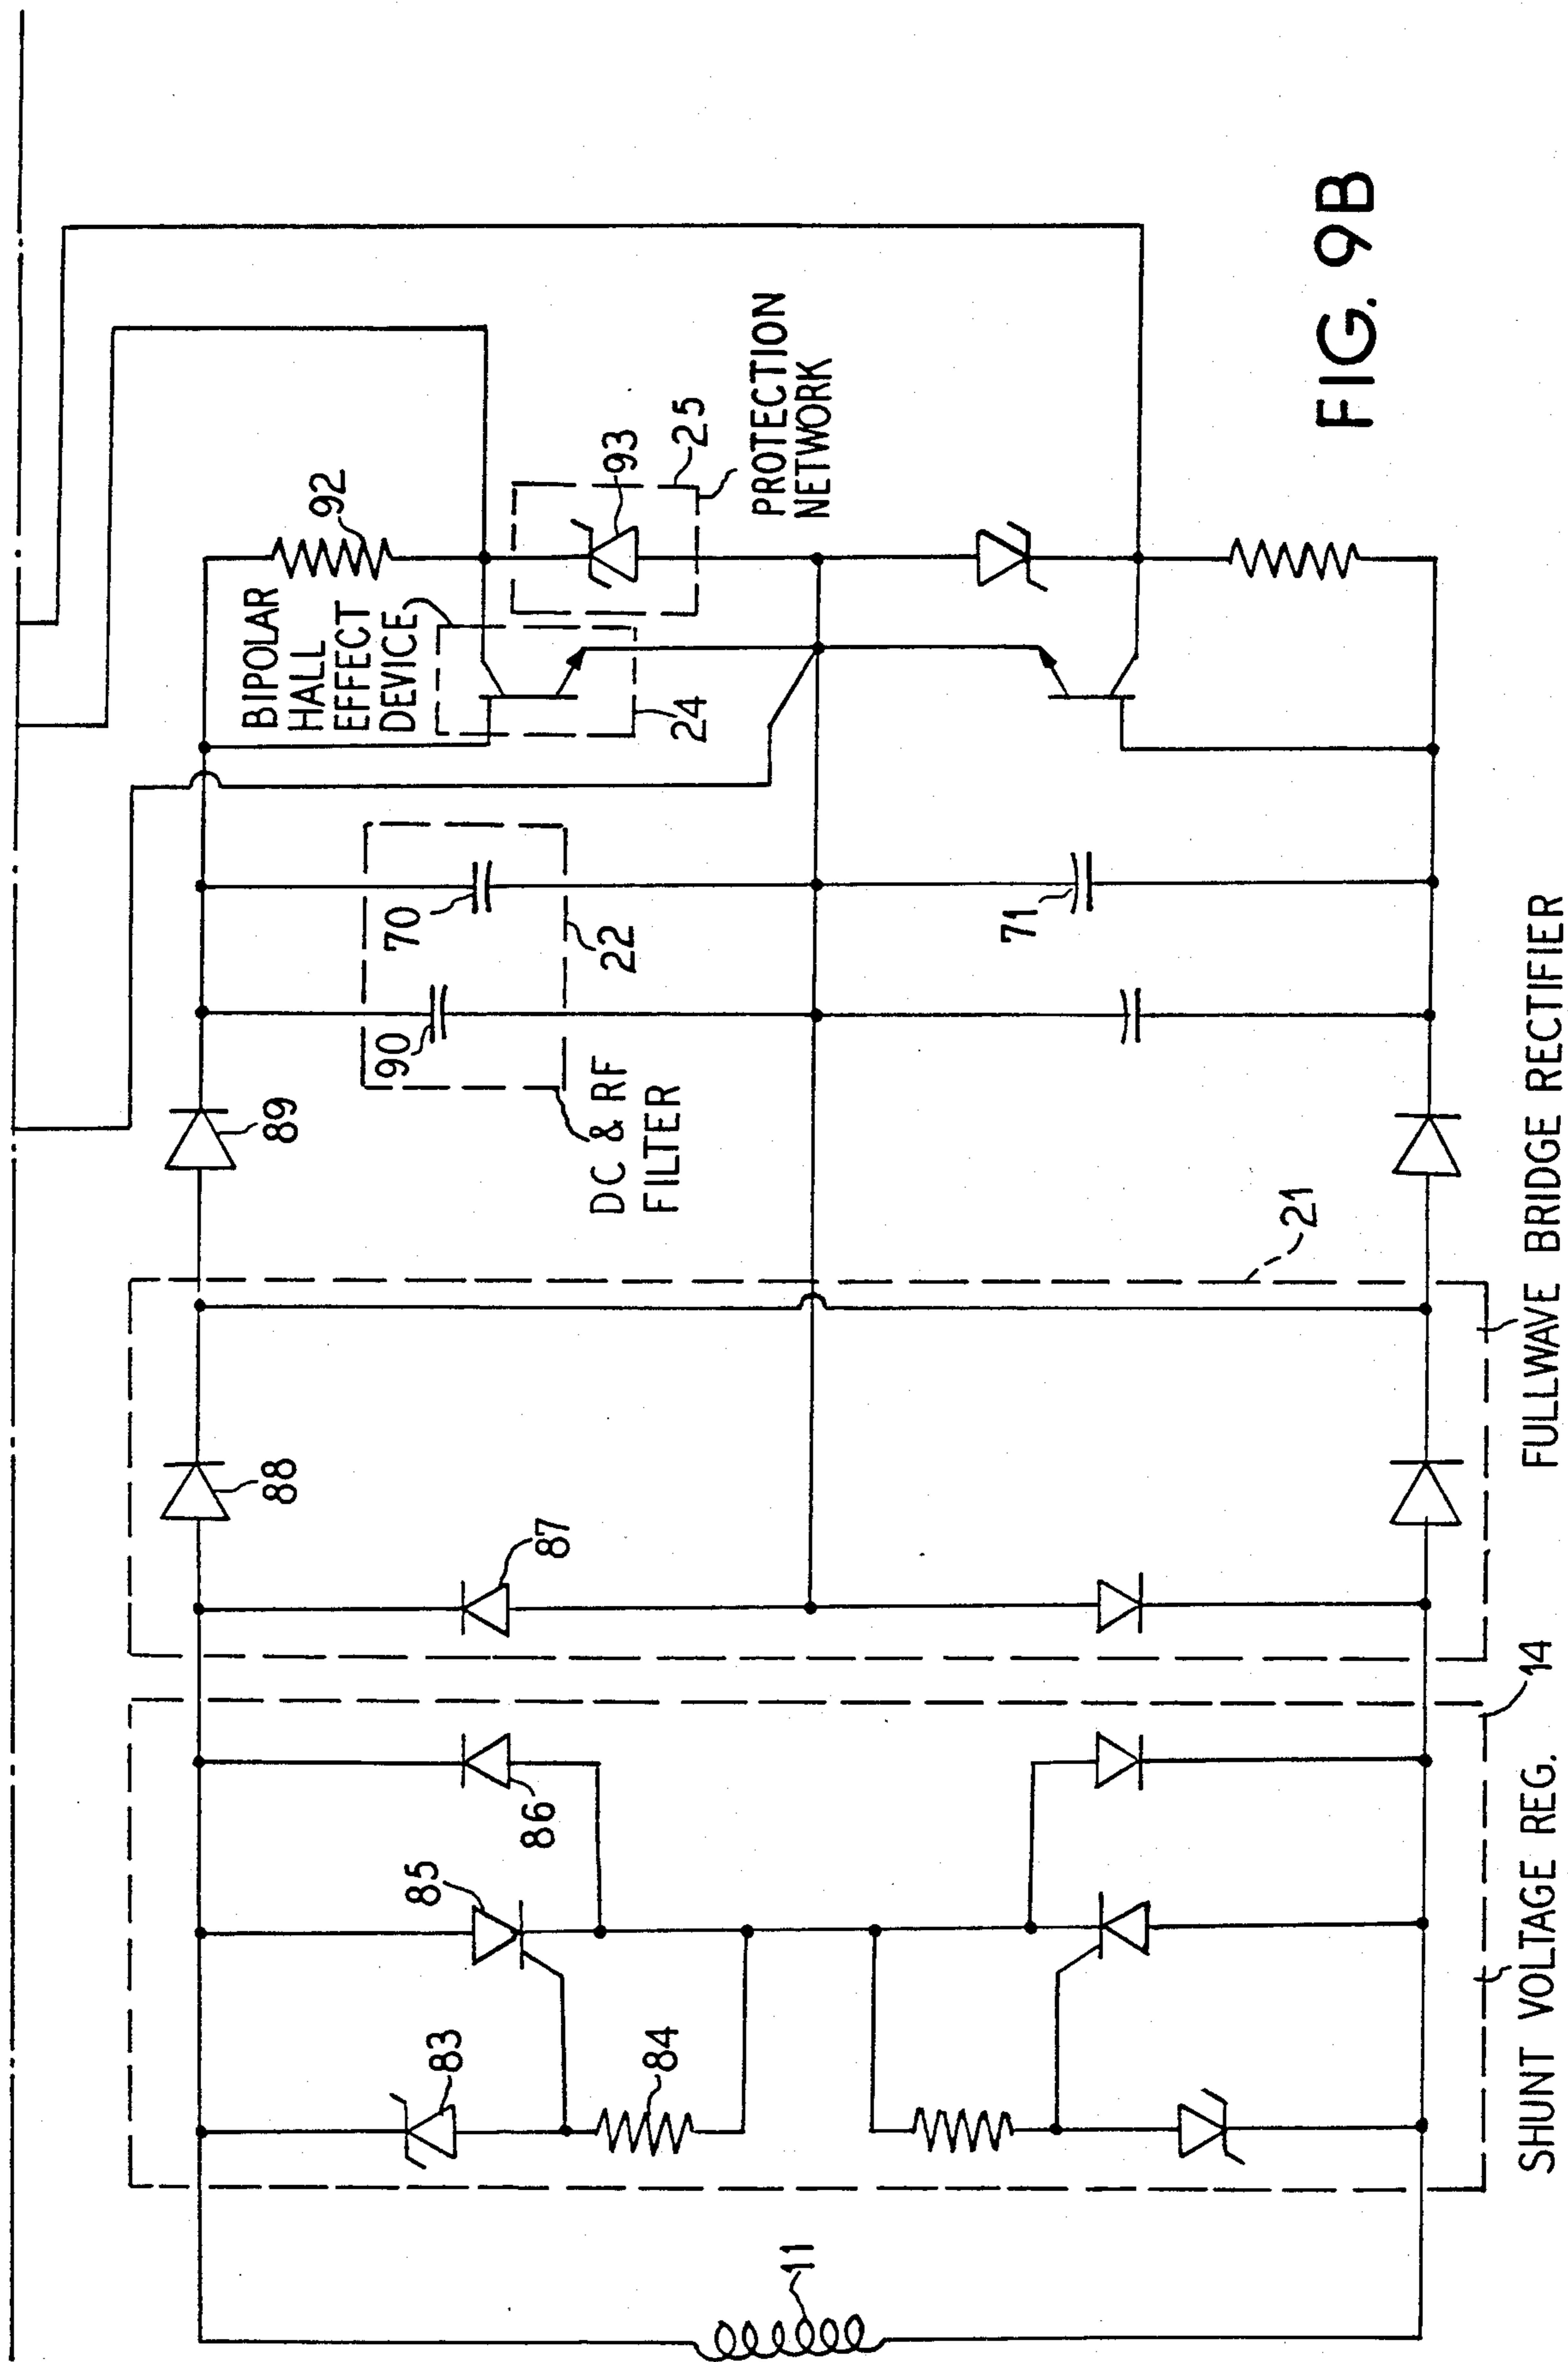 FIG. 9B
BIPOLAR
HALL
EFFECT
DEVICE
92
93
25
PROTECTION
NETWORK
24
70
90
22
71
89
DC & RF
FILTER
21
FULLWAVE BRIDGE RECTIFIER
88
87
86
85
83
84
14
SHUNT VOLTAGE REG.
11